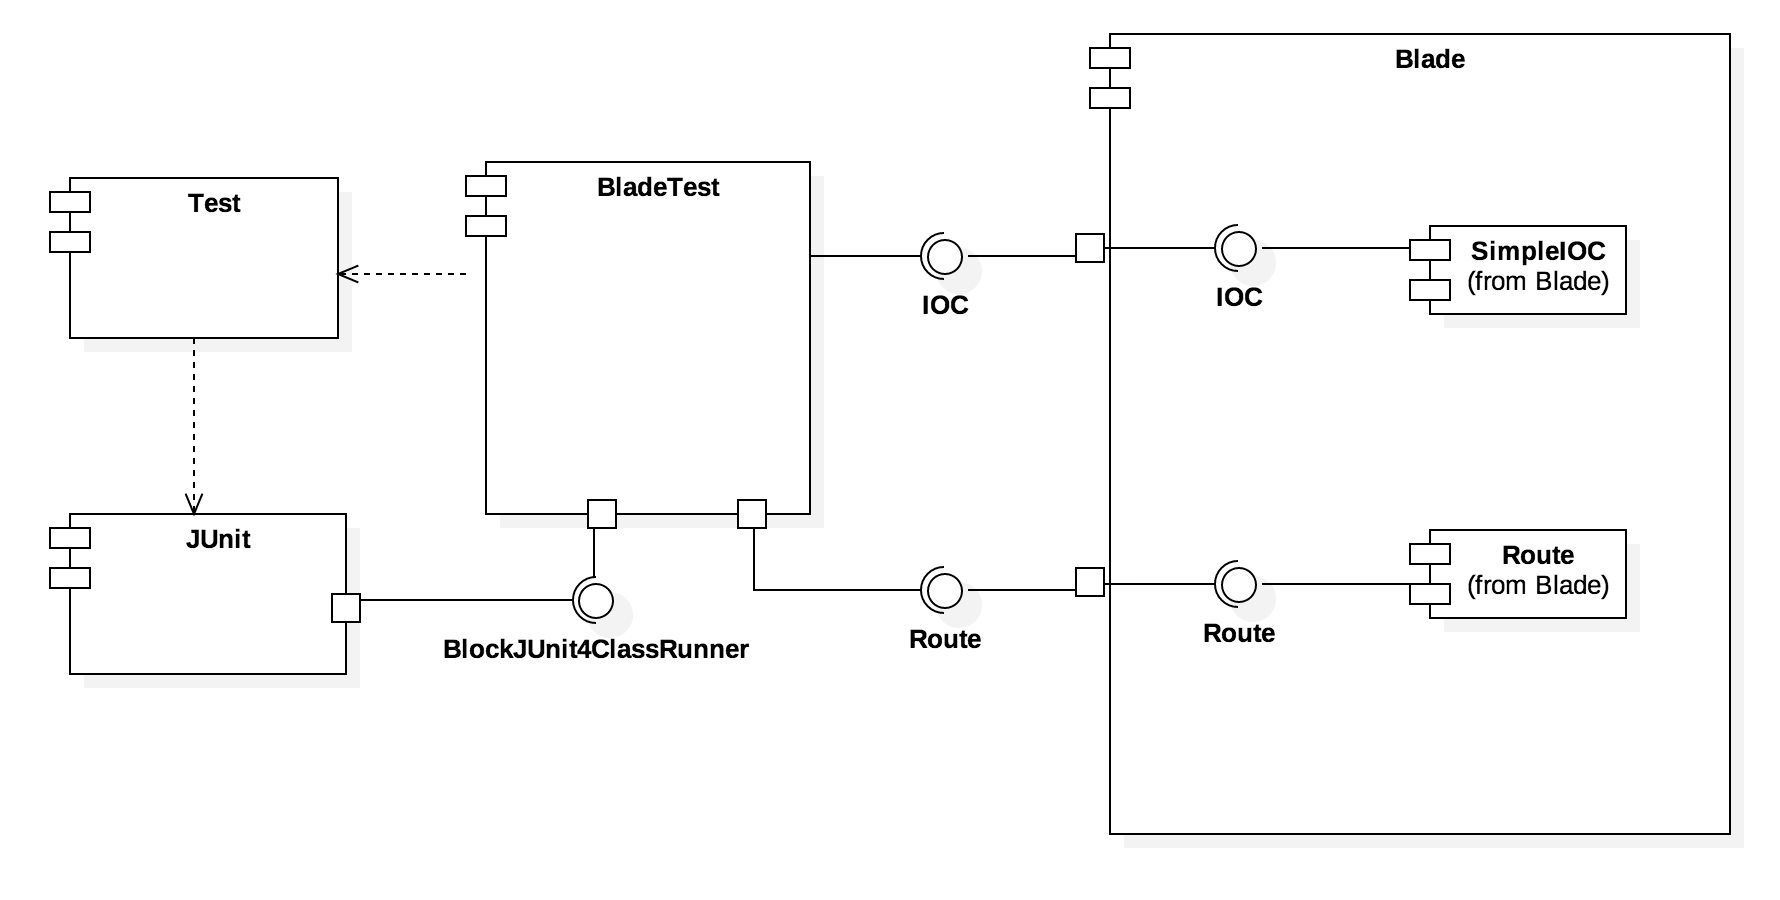 Blade
BladeTest
Test
SimpleIOC
(from Blade)
IOC
IOC
JUnit
Route
(from Blade)
BlockJUnit4ClassRunner
Route
Route